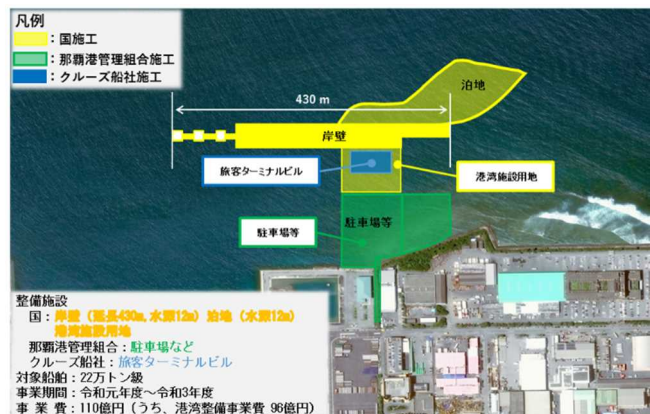 凡例
：国施工
：那覇港管理組合施工
：クルーズ船社施工
泊地
430 m
岸壁
旅客ターミナルビル
港湾施設用地
駐車場等
駐車場等
整備施設
国：岸壁（延長430m、水深12m）泊地（水深12m）
港湾施設用地
那覇港管理組合：駐車場など
クルーズ船社：旅客ターミナルビル
対象船舶：22万トン級
事業期間：令和元年度～令和3年度
事 業 費：110億円（うち、港湾整備事業費 96億円）